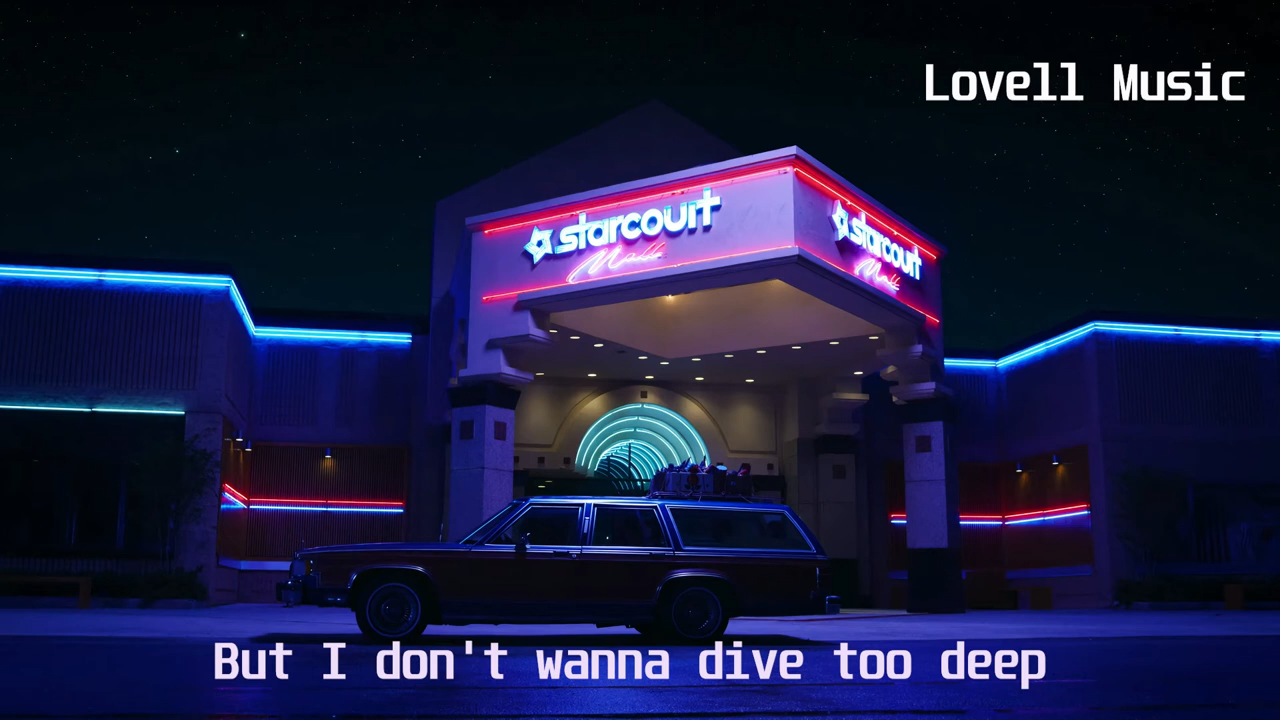 Lovell Music
starcourt
Mall
starcourt
Mall
But I don't wanna dive too deep